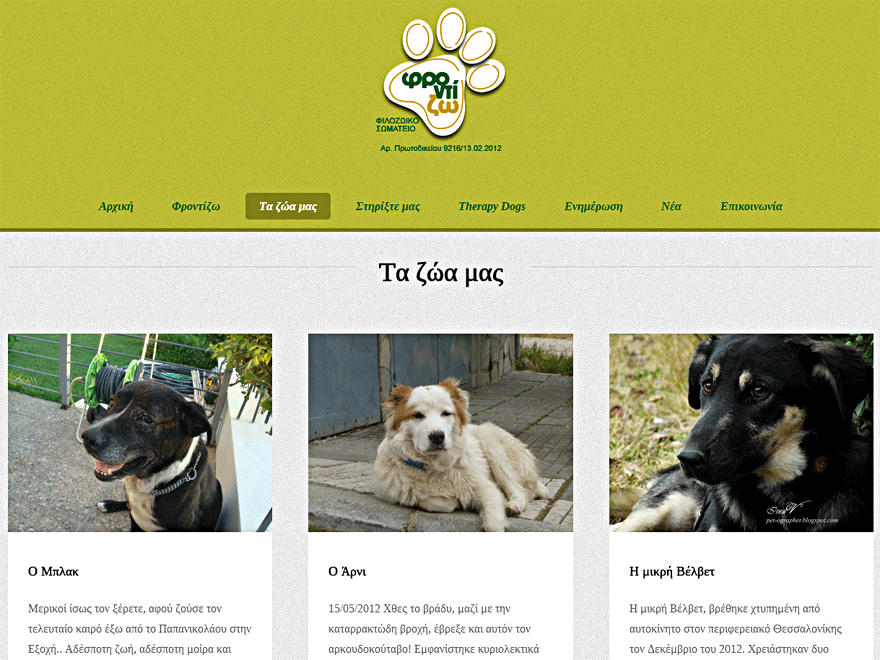 φρο
ντί
ζω
ΦΙΛΟΖΩΙΚΟ
ΣΩΜΑΤΕΙΟ
Αρ. Πρωτοδικείου 9216/13.02.2012
Αρχική Φροντίζω Τα ζώα μας Στηρίξτε μας Therapy Dogs Ενημέρωση Νέα Επικοινωνία
Τα ζώα μας
pet-ographer.blogspot.com
Ο Μπλακ
Μερικοί ίσως τον ξέρετε, αφού ζούσε τον
τελευταίο καιρό έξω από το Παπανικολάου στην
Εξοχή.. Αδέσποτη ζωή, αδέσποτη μοίρα και
Ο Άρνι
15/05/2012 Χθες το βράδυ, μαζί με την
καταρρακτώδη βροχή, έβρεξε και αυτόν τον
αρκουδοκούταβο! Εμφανίστηκε κυριολεκτικά
Η μικρή Βέλβετ
Η μικρή Βέλβετ, βρέθηκε χτυπημένη από
αυτοκίνητο στον περιφερειακό Θεσσαλονίκης
τον Δεκέμβριο του 2012. Χρειάστηκαν δυο